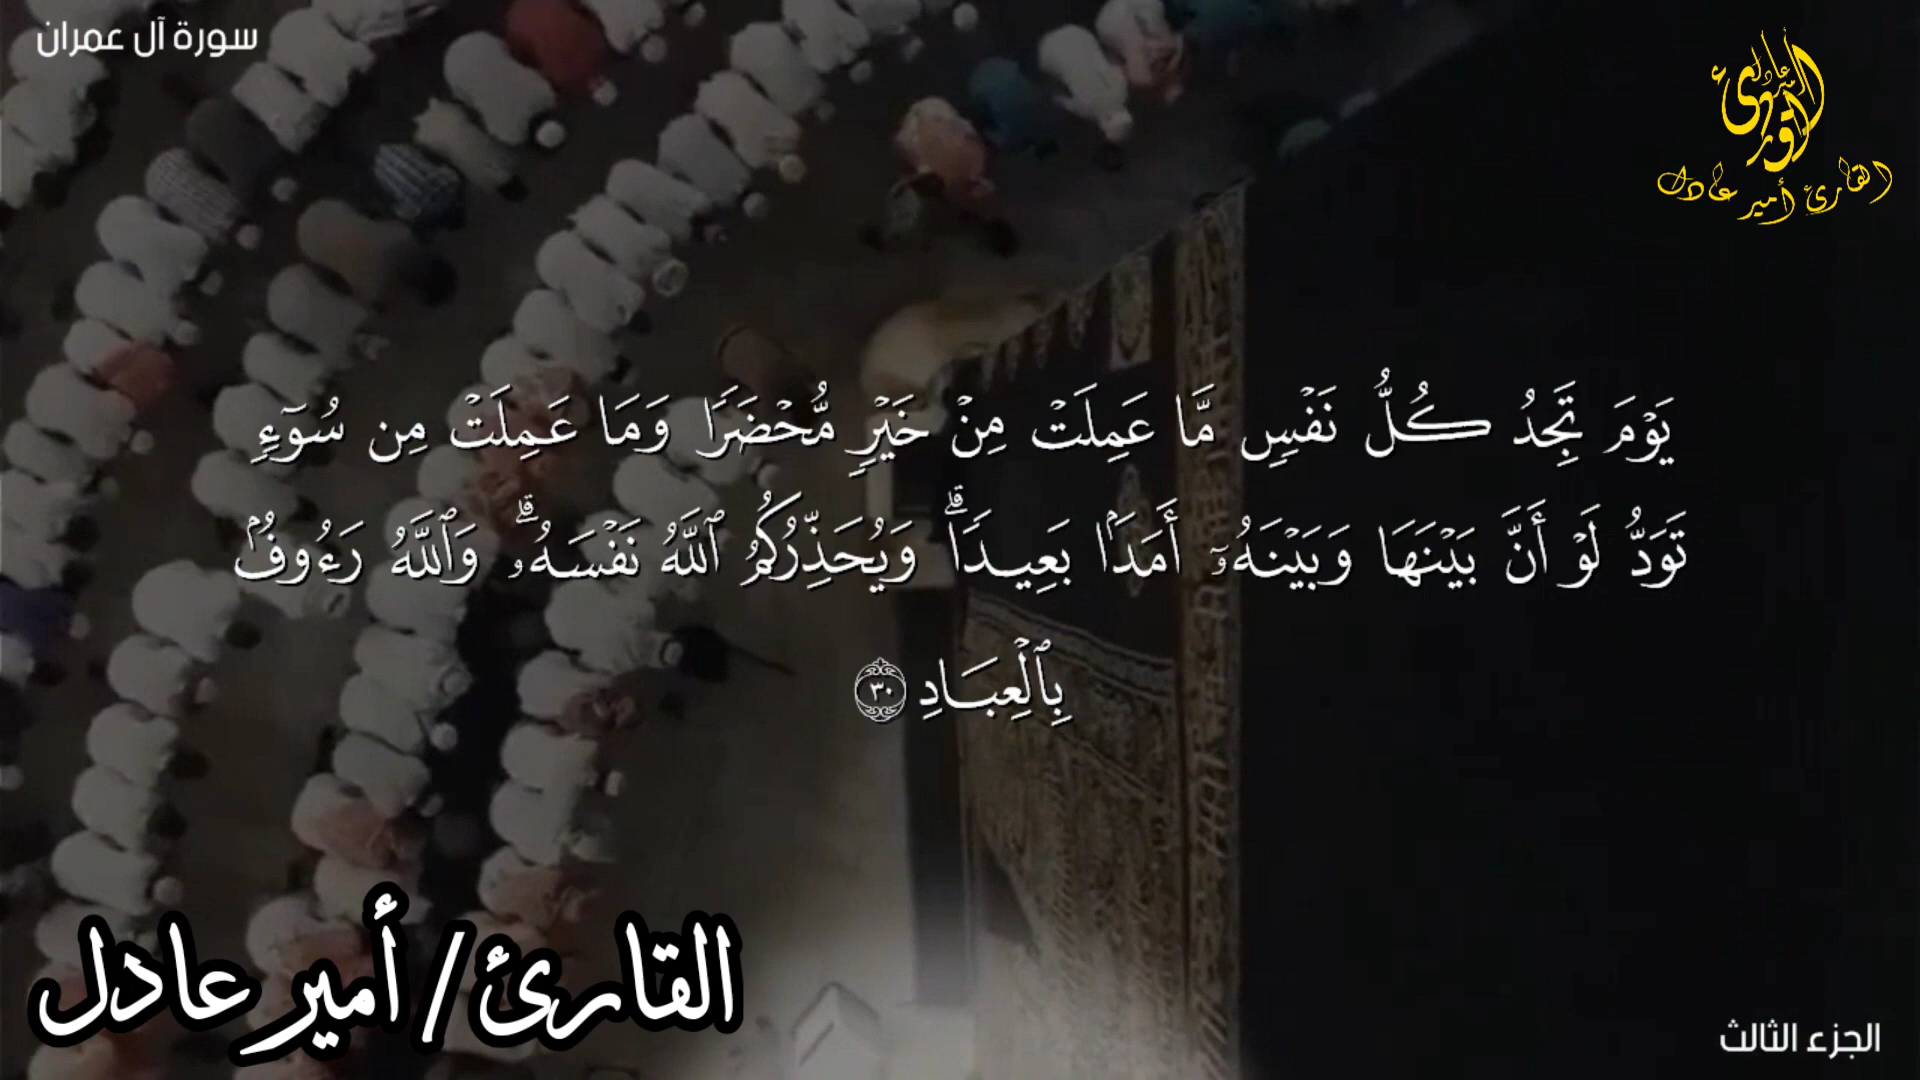 سورة آل عمران
القارئ أمير عادل
يَوْمَ تَجِدُ كُلُّ نَفْسٍ مَّا عَمِلَتْ مِنْ خَيْرٍ مُّحْضَرًا وَمَا عَمِلَتْ مِن سُوٓءٍ
تَوَدُّ لَوْ أَنَّ بَيْنَهَا وَبَيْنَهُۥٓ أَمَدًۢا بَعِيدًاۗ وَيُحَذِّرُكُمُ ٱللَّهُ نَفْسَهُۥۗ وَٱللَّهُ رَءُوفٌۢ
بِٱلْعِبَادِ ٣٠
القارئ / أمير عادل
الجزء الثالث